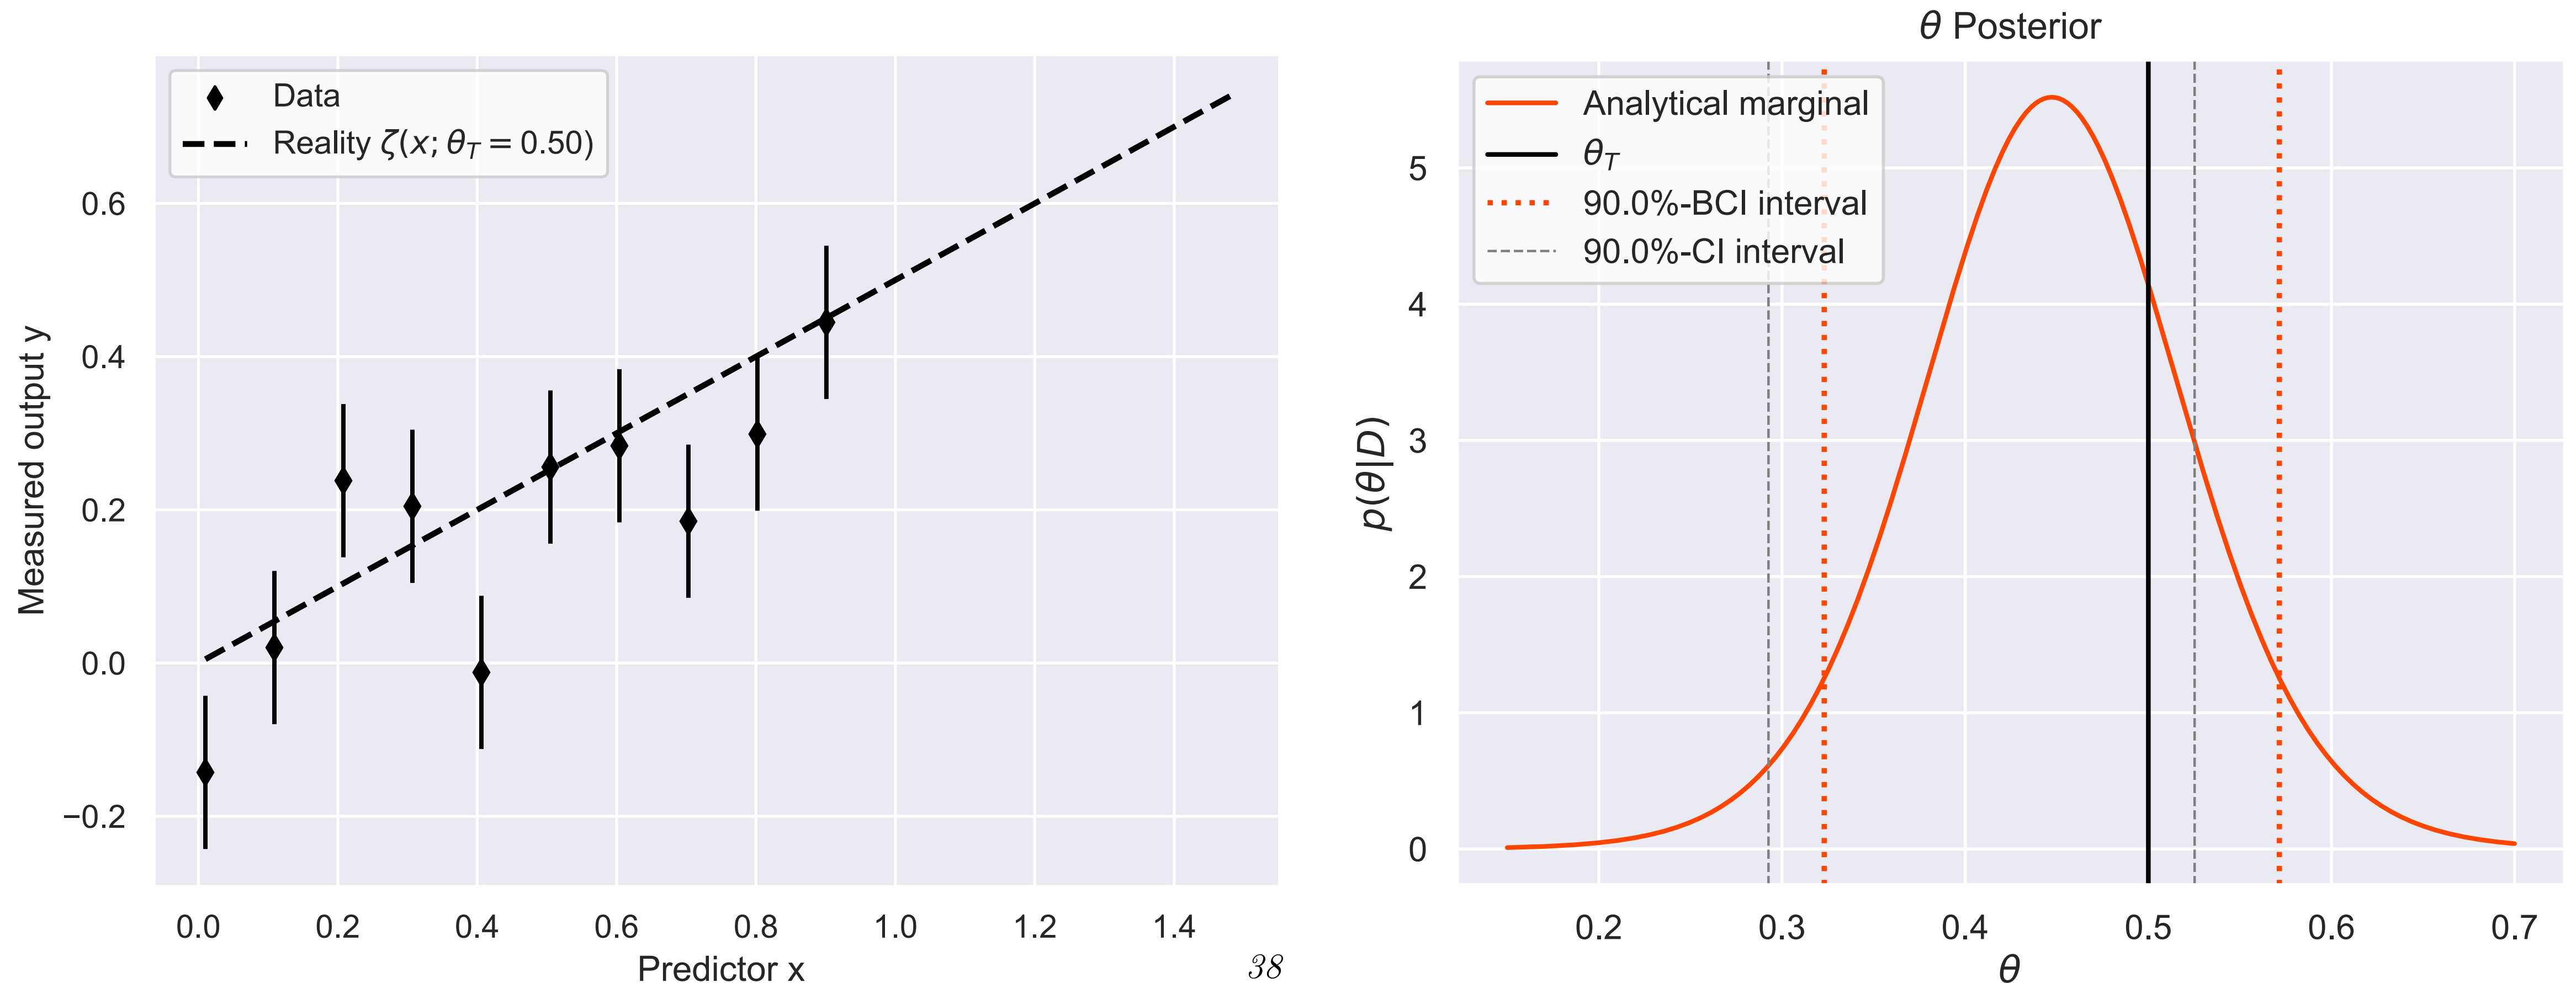 Data
Reality ζ(x; θ_T = 0.50)
Measured output y
0.6
0.4
0.2
0.0
−0.2
0.0 0.2 0.4 0.6 0.8 1.0 1.2 1.4
Predictor x
38
θ Posterior
Analytical marginal
θ_T
90.0%-BCI interval
90.0%-CI interval
p(θ|D)
5
4
3
2
1
0
0.2 0.3 0.4 0.5 0.6 0.7
θ